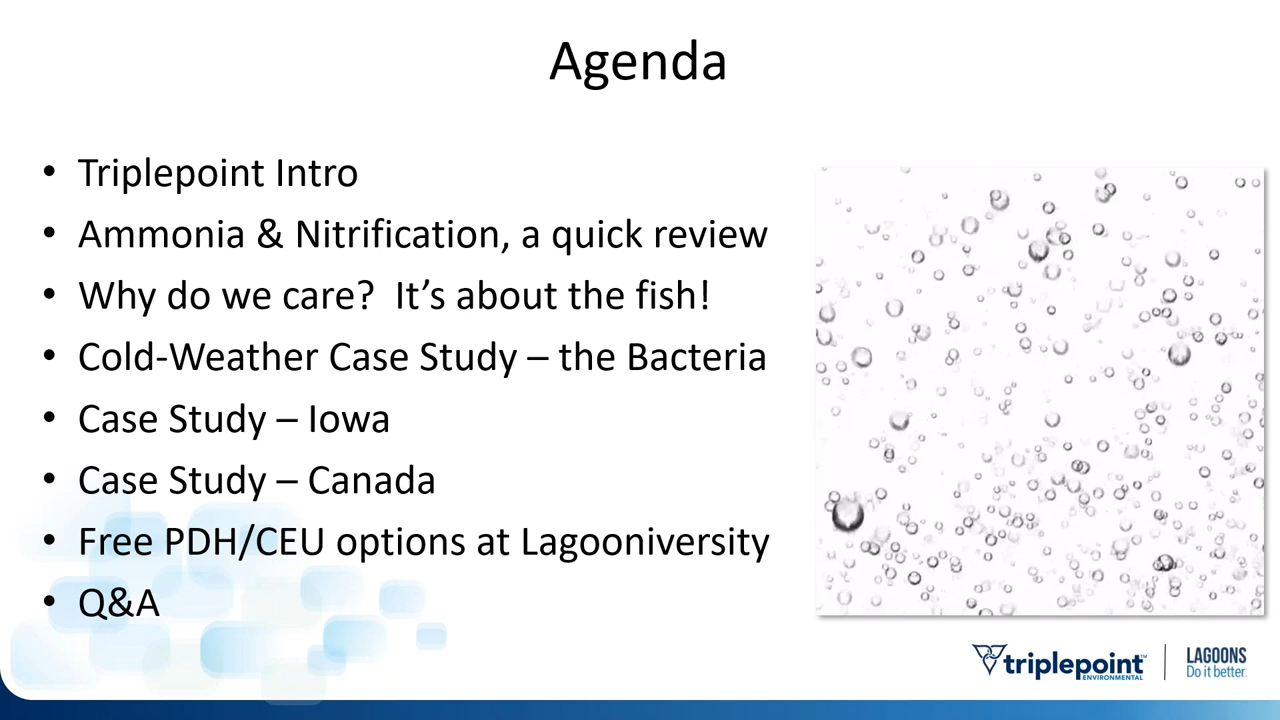 Agenda
• Triplepoint Intro
• Ammonia & Nitrification, a quick review
• Why do we care?  It’s about the fish!
• Cold-Weather Case Study – the Bacteria
• Case Study – Iowa
• Case Study – Canada
• Free PDH/CEU options at Lagooniversity
• Q&A
triplepoint™
ENVIRONMENTAL
LAGOONS
Do it better.